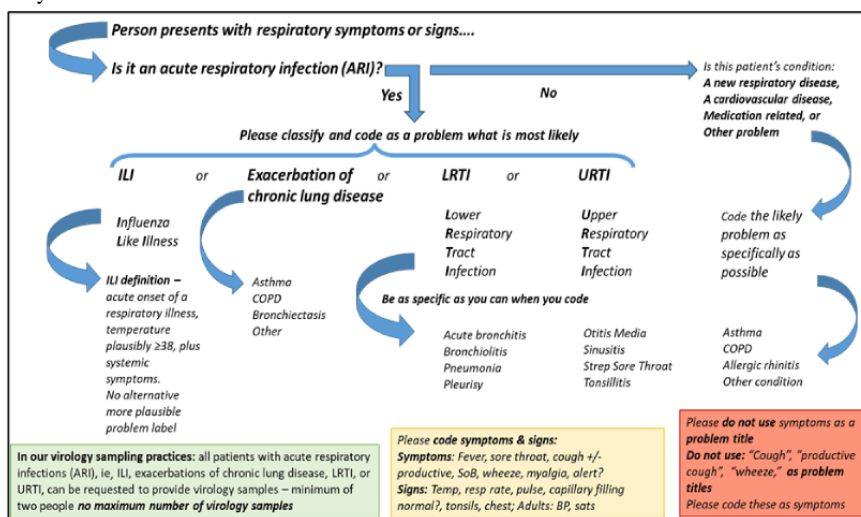 Person presents with respiratory symptoms or signs....
Is it an acute respiratory infection (ARI)?
Yes
No
Is this patient's condition:
A new respiratory disease,
A cardiovascular disease,
Medication related, or
Other problem
Please classify and code as a problem what is most likely
ILI or Exacerbation of chronic lung disease or LRTI or URTI
Influenza
Like Illness
ILI definition –
acute onset of a
respiratory illness,
temperature
plausibly ≥38, plus
systemic
symptoms.
No alternative
more plausible
problem label
Asthma
COPD
Bronchiectasis
Other
Lower
Respiratory
Tract
Infection
Upper
Respiratory
Tract
Infection
Code the likely
problem as
specifically as
possible
Be as specific as you can when you code
Acute bronchitis
Bronchiolitis
Pneumonia
Pleurisy
Otitis Media
Sinusitis
Strep Sore Throat
Tonsillitis
Asthma
COPD
Allergic rhinitis
Other condition
In our virology sampling practices: all patients with acute respiratory
infections (ARI), ie, ILI, exacerbations of chronic lung disease, LRTI, or
URTI, can be requested to provide virology samples – minimum of
two people no maximum number of virology samples
Please code symptoms & signs:
Symptoms: Fever, sore throat, cough +/-
productive, SoB, wheeze, myalgia, alert?
Signs: Temp, resp rate, pulse, capillary filling
normal?, tonsils, chest; Adults: BP, sats
Please do not use symptoms as a
problem title
Do not use: "Cough", "productive
cough", "wheeze," as problem
titles
Please code these as symptoms